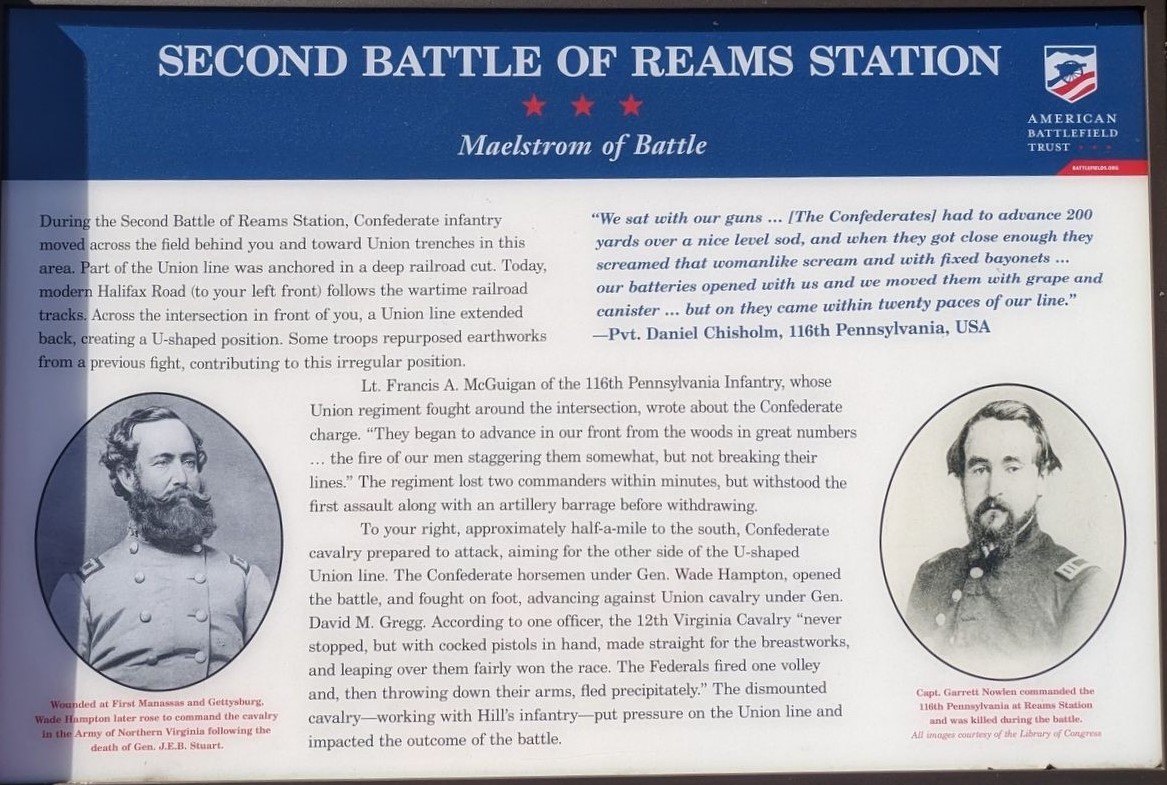 SECOND BATTLE OF REAMS STATION
Maelstrom of Battle
AMERICAN
BATTLEFIELD
TRUST
BATTLEFIELDS.ORG
During the Second Battle of Reams Station, Confederate infantry
moved across the field behind you and toward Union trenches in this
area. Part of the Union line was anchored in a deep railroad cut. Today,
modern Halifax Road (to your left front) follows the wartime railroad
tracks. Across the intersection in front of you, a Union line extended
back, creating a U-shaped position. Some troops repurposed earthworks
from a previous fight, contributing to this irregular position.
“We sat with our guns ... [The Confederates] had to advance 200
yards over a nice level sod, and when they got close enough they
screamed that womanlike scream and with fixed bayonets ...
our batteries opened with us and we moved them with grape and
canister ... but on they came within twenty paces of our line.”
—Pvt. Daniel Chisholm, 116th Pennsylvania, USA
Lt. Francis A. McGuigan of the 116th Pennsylvania Infantry, whose
Union regiment fought around the intersection, wrote about the Confederate
charge. “They began to advance in our front from the woods in great numbers
... the fire of our men staggering them somewhat, but not breaking their
lines.” The regiment lost two commanders within minutes, but withstood the
first assault along with an artillery barrage before withdrawing.
To your right, approximately half-a-mile to the south, Confederate
cavalry prepared to attack, aiming for the other side of the U-shaped
Union line. The Confederate horsemen under Gen. Wade Hampton, opened
the battle, and fought on foot, advancing against Union cavalry under Gen.
David M. Gregg. According to one officer, the 12th Virginia Cavalry “never
stopped, but with cocked pistols in hand, made straight for the breastworks,
and leaping over them fairly won the race. The Federals fired one volley
and, then throwing down their arms, fled precipitately.” The dismounted
cavalry—working with Hill’s infantry—put pressure on the Union line and
impacted the outcome of the battle.
Wounded at First Manassas and Gettysburg,
Wade Hampton later rose to command the cavalry
in the Army of Northern Virginia following the
death of Gen. J.E.B. Stuart.
Capt. Garrett Nowlen commanded the
116th Pennsylvania at Reams Station
and was killed during the battle.
All images courtesy of the Library of Congress